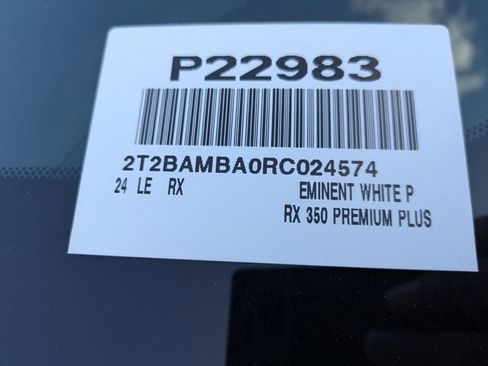 P22983
2T2BAMBA0RC024574
24 LE RX EMINENT WHITE P
RX 350 PREMIUM PLUS